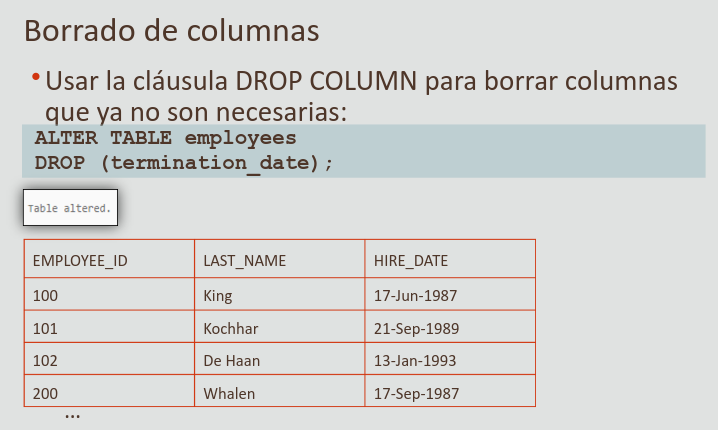 Borrado de columnas
• Usar la cláusula DROP COLUMN para borrar columnas
que ya no son necesarias:
ALTER TABLE employees
DROP (termination_date);
Table altered.
EMPLOYEE_ID LAST_NAME HIRE_DATE
100 King 17-Jun-1987
101 Kochhar 21-Sep-1989
102 De Haan 13-Jan-1993
200 Whalen 17-Sep-1987
...